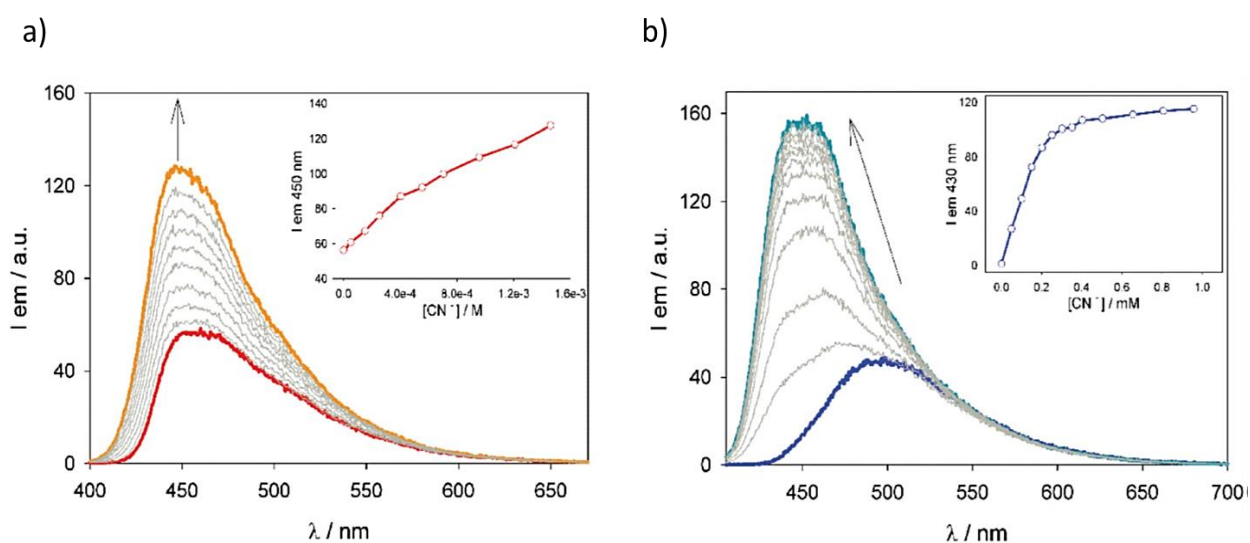 a)
b)
160
120
80
40
0
400
450
500
550
600
650
I em / a.u.
λ / nm
140
120
100
80
60
40
0.0
4.0e-4
8.0e-4
1.2e-3
1.6e-3
I em 450 nm
[CN⁻] / M
160
120
80
40
0
450
500
550
600
650
700
I em / a.u.
λ / nm
120
80
40
0
0.0
0.2
0.4
0.6
0.8
1.0
I em 430 nm
[CN⁻] / mM